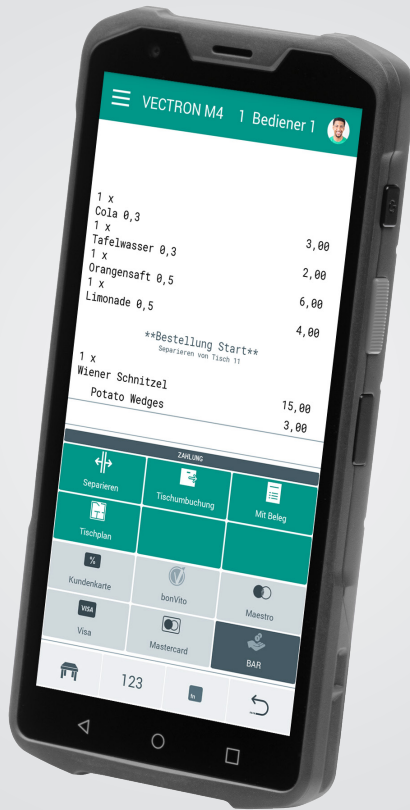 VECTRON M4 1 Bediener 1
1 x
Cola 0,3 3,00
1 x
Tafelwasser 0,3 2,00
1 x
Orangensaft 0,5 6,00
1 x
Limonade 0,5 4,00
**Bestellung Start**
Separieren von Tisch 11
1 x
Wiener Schnitzel 15,00
Potato Wedges 3,00
ZAHLUNG
Separieren Tischumbuchung Mit Beleg
Tischplan
%
Kundenkarte bonVito Maestro
VISA
Visa Mastercard BAR
123